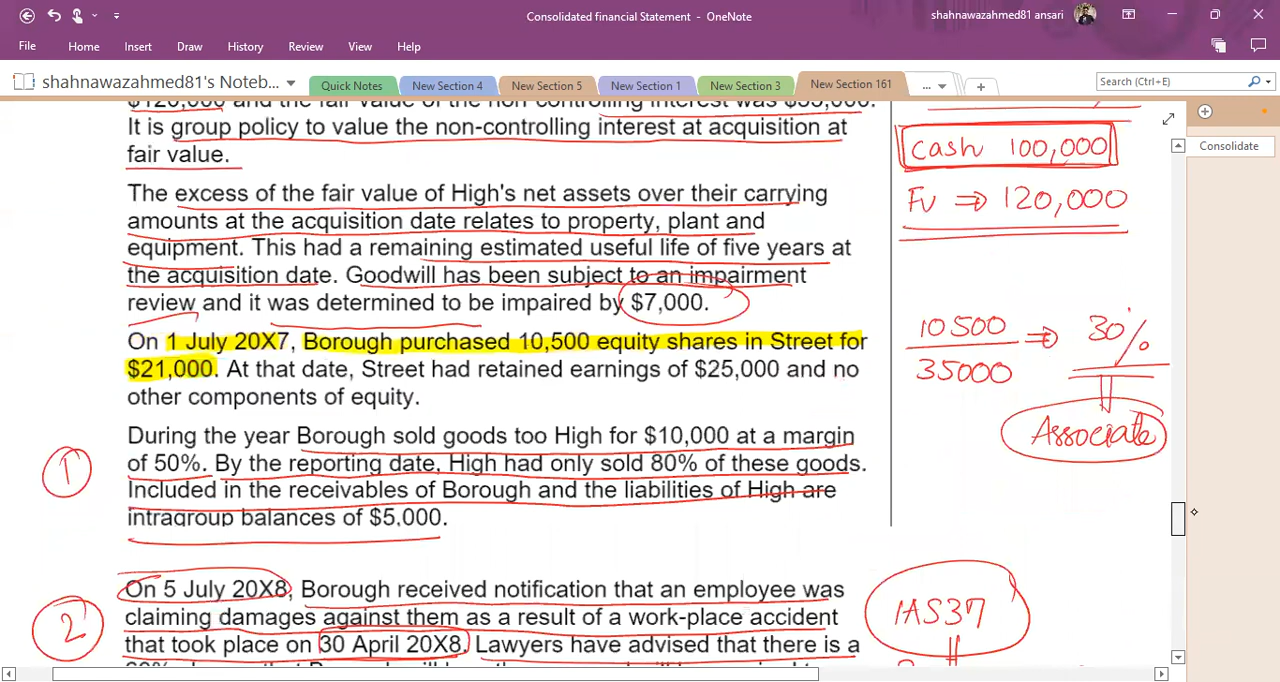 Consolidated financial Statement - OneNote
shahnawazahmed81 ansari
File Home Insert Draw History Review View Help
shahnawazahmed81's Noteb... Quick Notes New Section 4 New Section 5 New Section 1 New Section 3 New Section 161 ... Search (Ctrl+E)
Consolidate
$120,000 and the fair value of the non-controlling interest was
It is group policy to value the non-controlling interest at acquisition at
fair value.
The excess of the fair value of High's net assets over their carrying
amounts at the acquisition date relates to property, plant and
equipment. This had a remaining estimated useful life of five years at
the acquisition date. Goodwill has been subject to an impairment
review and it was determined to be impaired by $7,000.
On 1 July 20X7, Borough purchased 10,500 equity shares in Street for
$21,000. At that date, Street had retained earnings of $25,000 and no
other components of equity.
1
During the year Borough sold goods too High for $10,000 at a margin
of 50%. By the reporting date, High had only sold 80% of these goods.
Included in the receivables of Borough and the liabilities of High are
intragroup balances of $5,000.
2
On 5 July 20X8, Borough received notification that an employee was
claiming damages against them as a result of a work-place accident
that took place on 30 April 20X8. Lawyers have advised that there is a
cash 100,000
Fv ⇒ 120,000
10500
35000
⇒ 30%
Associate
IAS37